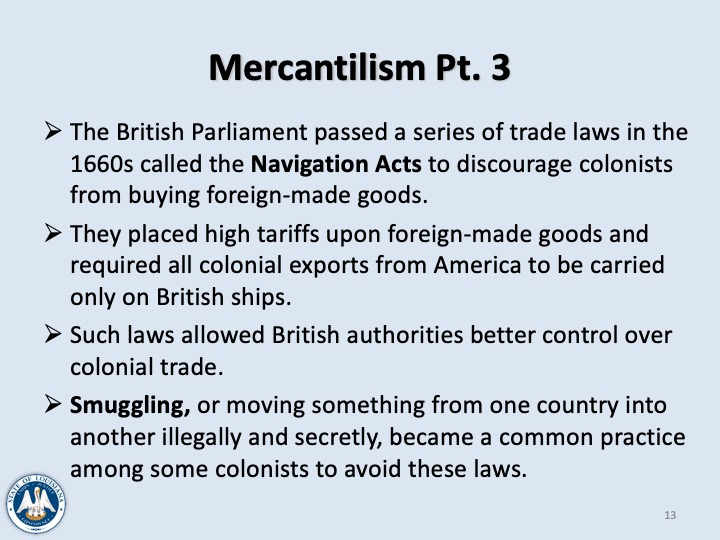 Mercantilism Pt. 3
➢ The British Parliament passed a series of trade laws in the
1660s called the Navigation Acts to discourage colonists
from buying foreign-made goods.
➢ They placed high tariffs upon foreign-made goods and
required all colonial exports from America to be carried
only on British ships.
➢ Such laws allowed British authorities better control over
colonial trade.
➢ Smuggling, or moving something from one country into
another illegally and secretly, became a common practice
among some colonists to avoid these laws.
STATE OF LOUISIANA
CONFIDENCE
13